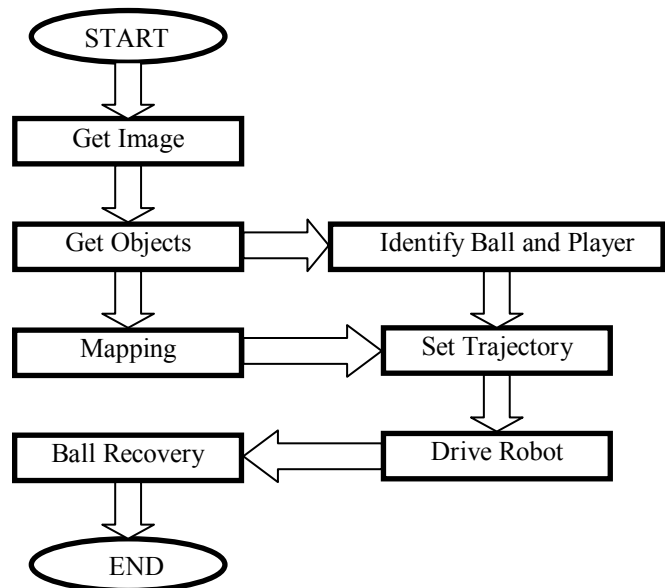 START
Get Image
Get Objects
Identify Ball and Player
Mapping
Set Trajectory
Ball Recovery
Drive Robot
END